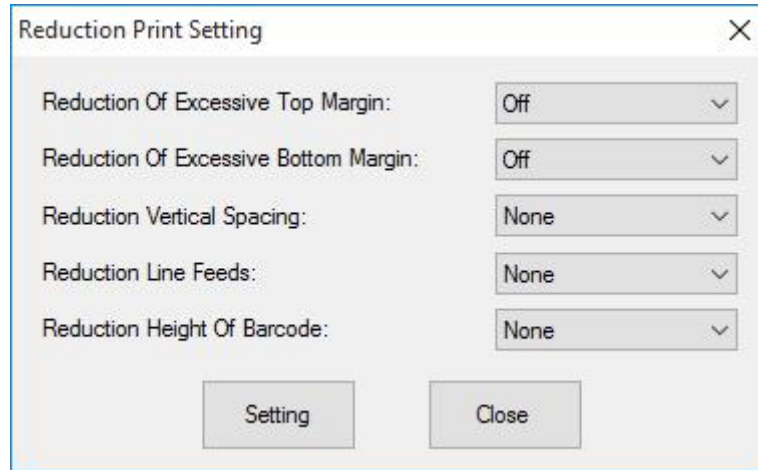 Reduction Print Setting
Reduction Of Excessive Top Margin: Off
Reduction Of Excessive Bottom Margin: Off
Reduction Vertical Spacing: None
Reduction Line Feeds: None
Reduction Height Of Barcode: None
Setting Close